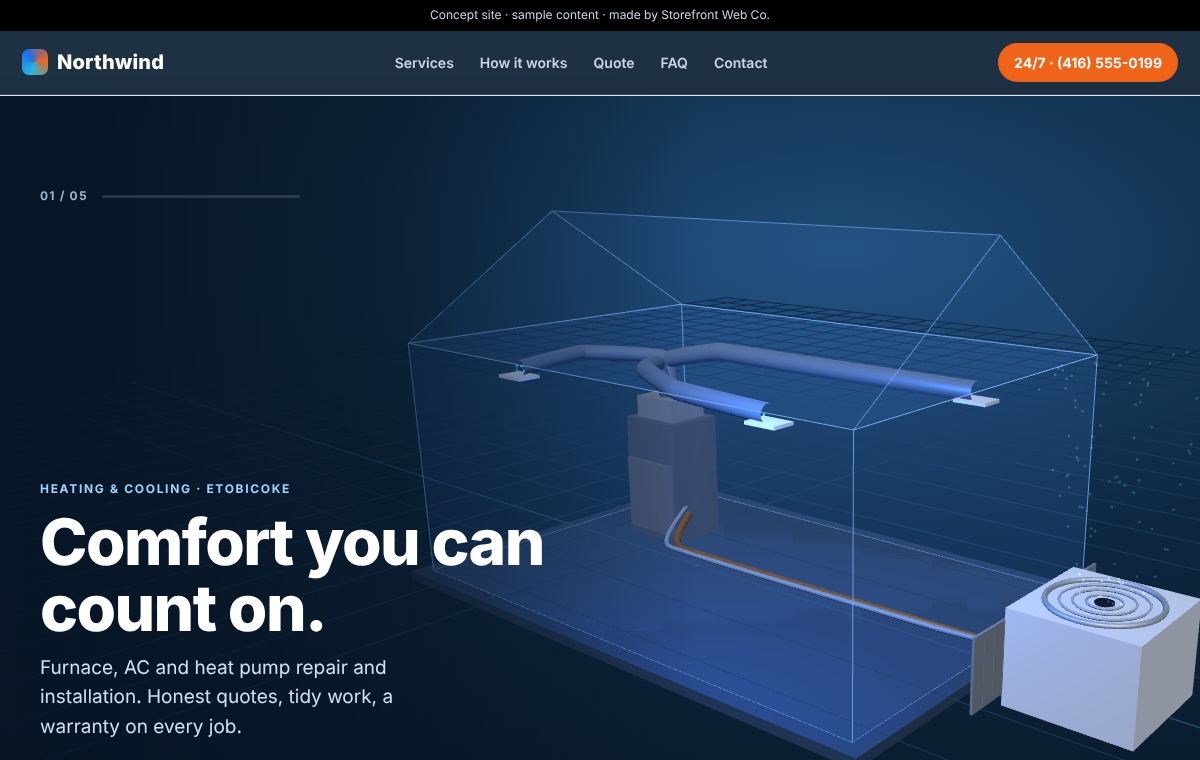 Concept site · sample content · made by Storefront Web Co.
Northwind
Services
How it works
Quote
FAQ
Contact
24/7 · (416) 555-0199
01 / 05
HEATING & COOLING · ETOBICOKE
Comfort you can
count on.
Furnace, AC and heat pump repair and
installation. Honest quotes, tidy work, a
warranty on every job.